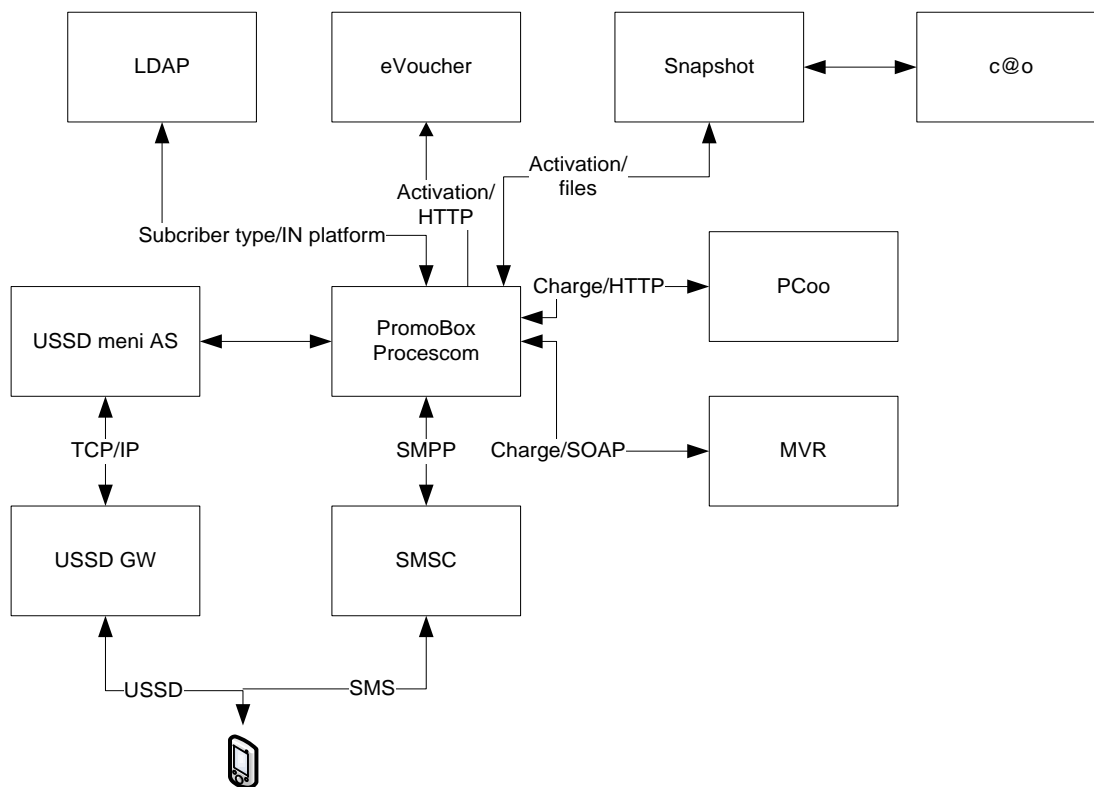 LDAP
eVoucher
Snapshot
c@o
Activation/
files
Activation/
HTTP
Subcriber type/IN platform
Charge/HTTP
PCoo
USSD meni AS
PromoBox
Procescom
TCP/IP
SMPP
Charge/SOAP
MVR
USSD GW
SMSC
USSD
SMS